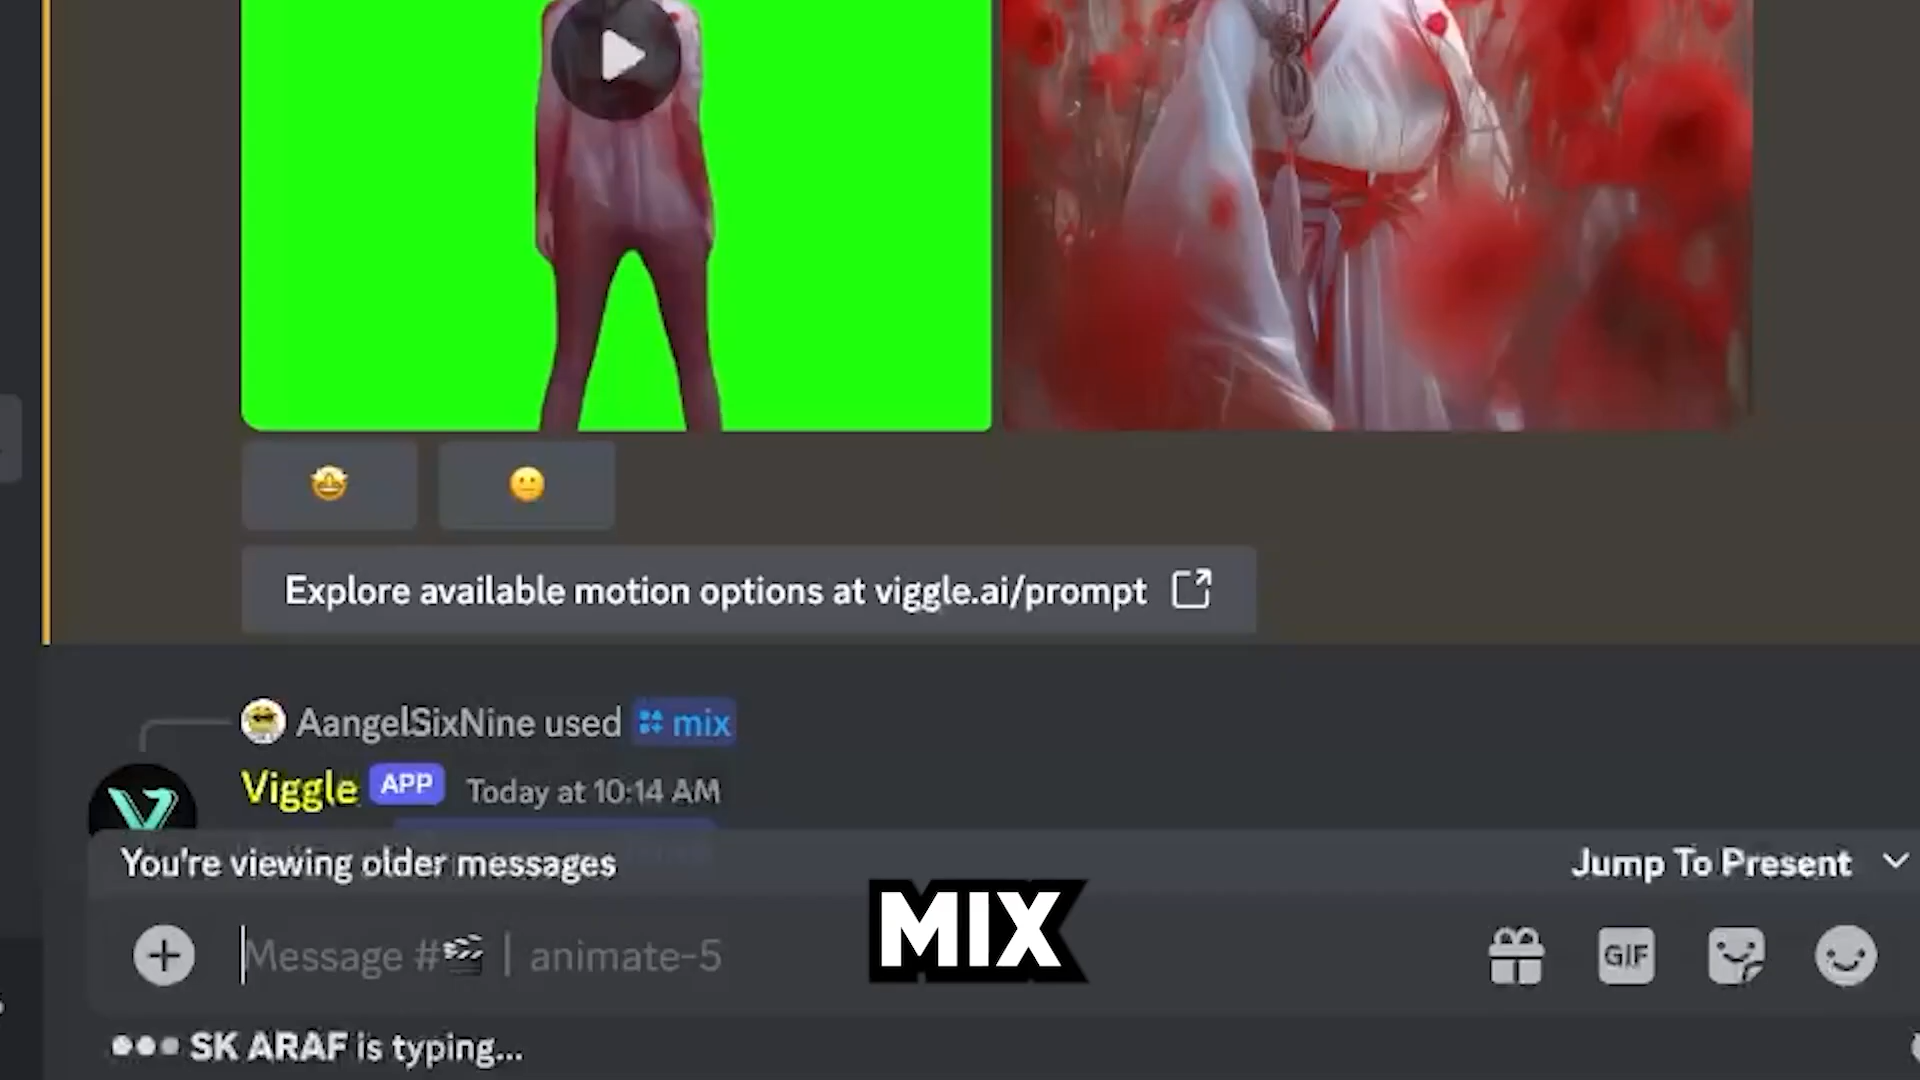 Explore available motion options at viggle.ai/prompt
AangelSixNine used mix
Viggle APP Today at 10:14 AM
You're viewing older messages
Jump To Present
MIX
Message #🎬 | animate-5
GIF
SK ARAF is typing...